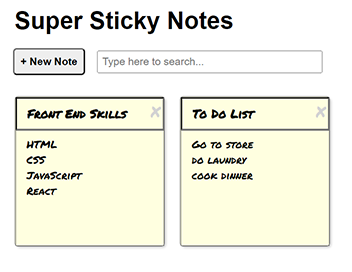 Super Sticky Notes
+ New Note
Type here to search...
Front End Skills
HTML
CSS
JavaScript
React
To Do List
Go to store
do laundry
cook dinner